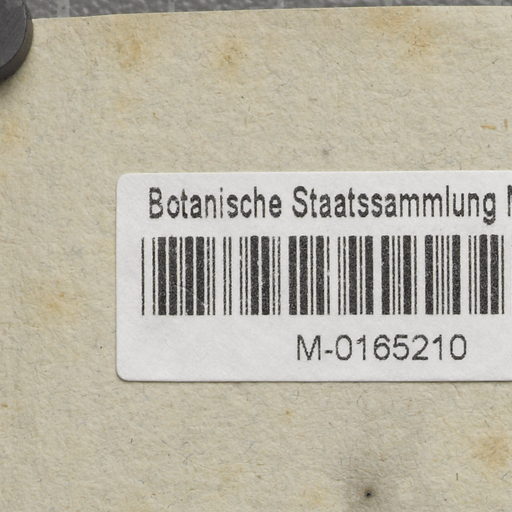 Botanische Staatssammlung
M-0165210